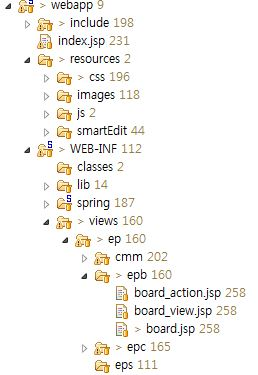 > webapp 9
> include 198
index.jsp 231
> resources 2
> css 196
images 118
js 2
smartEdit 44
> WEB-INF 112
classes 2
> lib 14
> spring 187
> views 160
> ep 160
cmm 202
> epb 160
board_action.jsp 258
board_view.jsp 258
> board.jsp 258
> epc 165
eps 111